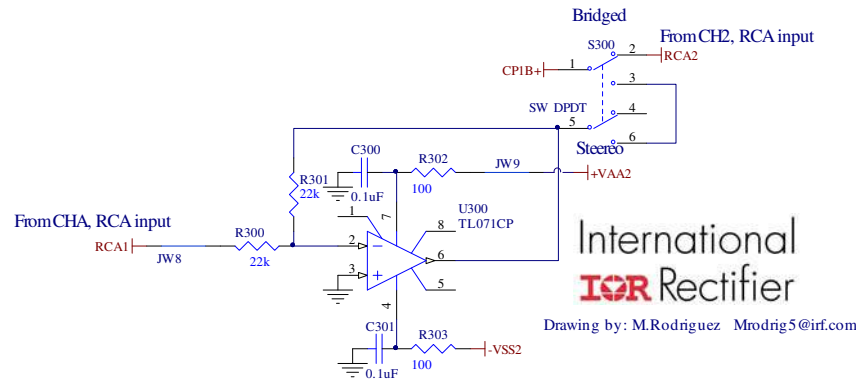 Bridged
S300
From CH2, RCA input
CP1B+
1
2
RCA2
3
SW DPDT
4
5
6
Steereo
C300
R302
JW9
+VAA2
0.1uF
100
R301
22k
From CHA, RCA input
RCA1
JW8
R300
22k
1
7
U300
TL071CP
8
2
3
6
5
4
International
IOR Rectifier
Drawing by: M.Rodriguez Mrodrig5@irf.com
C301
R303
-VSS2
0.1uF
100